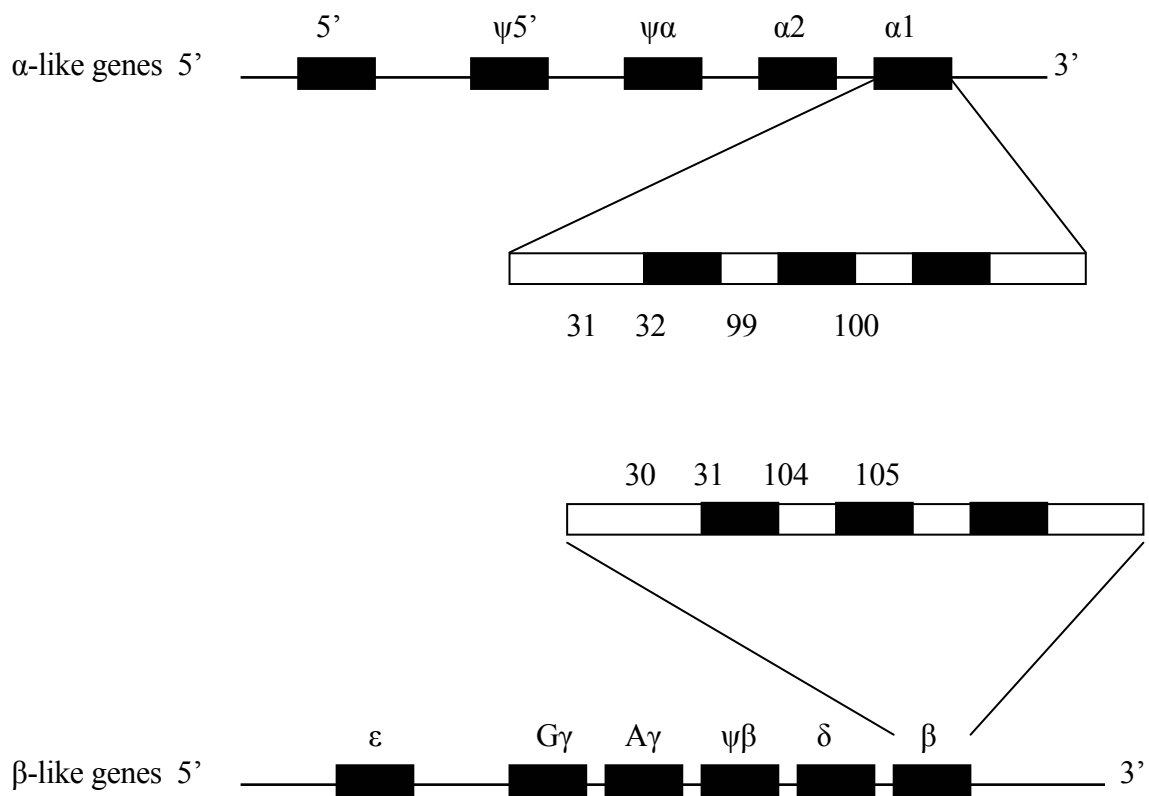 5’ ψ5’ ψα α2 α1
α-like genes 5’ 3’
31 32 99 100
30 31 104 105
ε Gγ Aγ ψβ δ β
β-like genes 5’ 3’